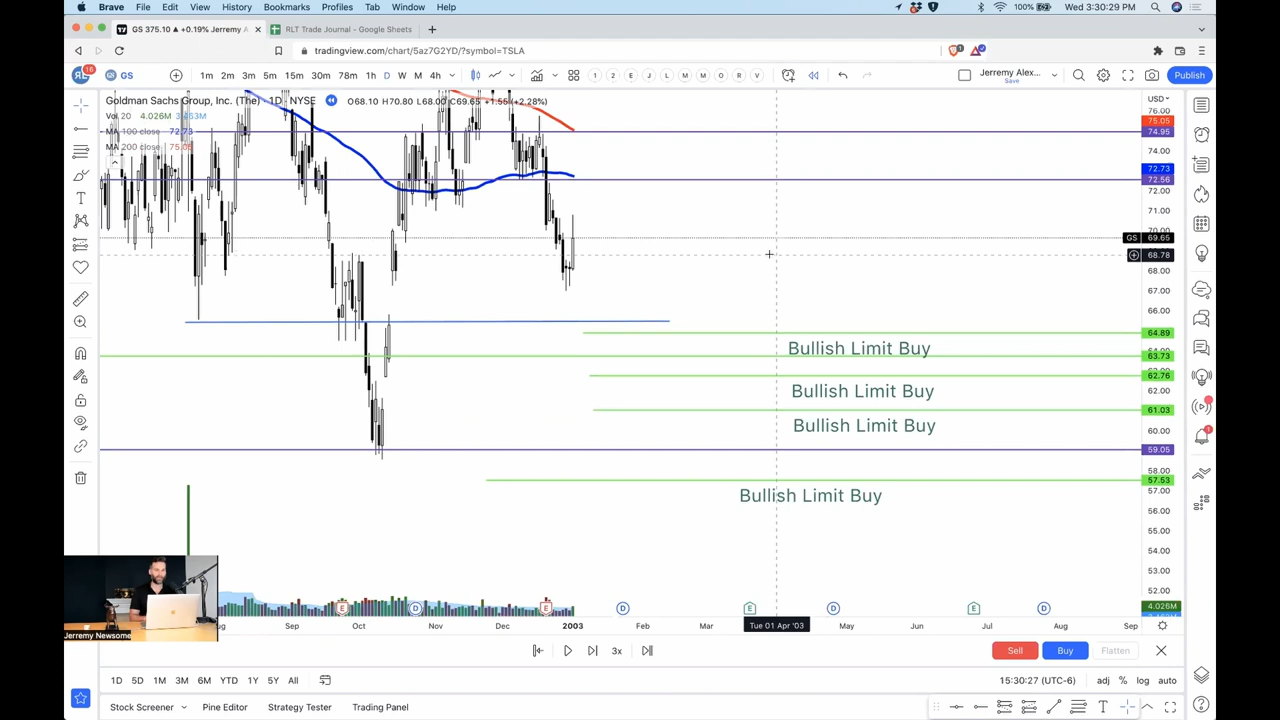 Brave File Edit View History Bookmarks Profiles Tab Window Help 100% Wed 3:30:29 PM
GS 375.10 ▲ +0.19% Jerremy A RLT Trade Journal - Google Sheets
tradingview.com/chart/5az7G2YD/?symbol=TSLA
16 GS 1m 2m 3m 5m 15m 30m 78m 1h D W M 4h 1 2 E J L M M O R V Jerremy Alex... Save Publish
Goldman Sachs Group, Inc. (The) · 1D · NYSE O68.10 H70.80 L68.00 C69.65 +1.55 (+2.28%) USD
Vol 20 4.026M
MA 100 close 72.73
MA 200 close 75.05
76.00
75.05
74.95
74.00
72.73
72.56
72.00
71.00
70.00
GS 69.65
68.78
68.00
67.00
66.00
64.89
Bullish Limit Buy
63.73
62.76
Bullish Limit Buy
62.00
61.03
Bullish Limit Buy
60.00
59.05
58.00
57.53
Bullish Limit Buy
57.00
56.00
55.00
54.00
53.00
52.00
4.026M
E D E D E D E D
Jerremy Newsome
Sep Oct Nov Dec 2003 Feb Mar Tue 01 Apr '03 May Jun Jul Aug Sep
3x Sell Buy Flatten
1D 5D 1M 3M 6M YTD 1Y 5Y All 15:30:27 (UTC-6) adj % log auto
Stock Screener Pine Editor Strategy Tester Trading Panel